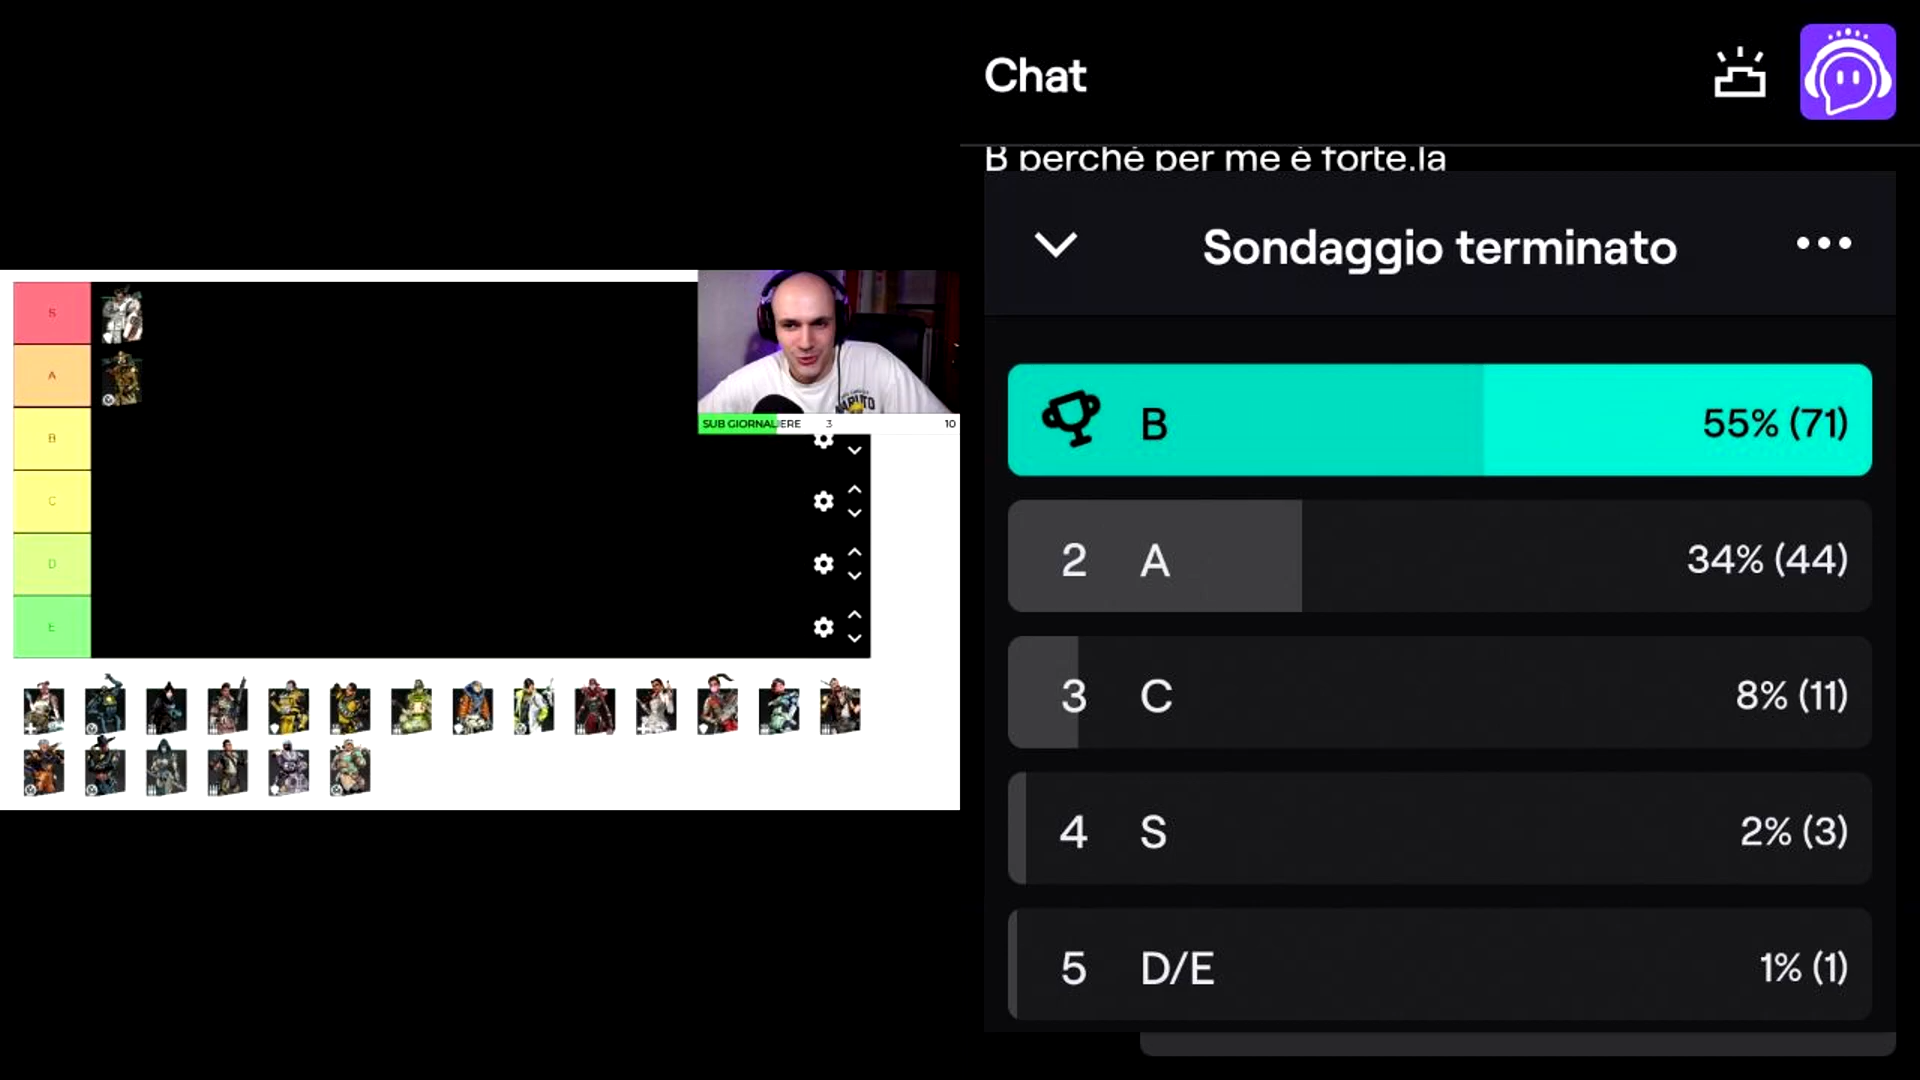 S
A
B
C
D
E
NARUTO
SUB GIORNALIERE 3 10
Chat
B perché per me è forte.la
Sondaggio terminato
B 55% (71)
2 A 34% (44)
3 C 8% (11)
4 S 2% (3)
5 D/E 1% (1)